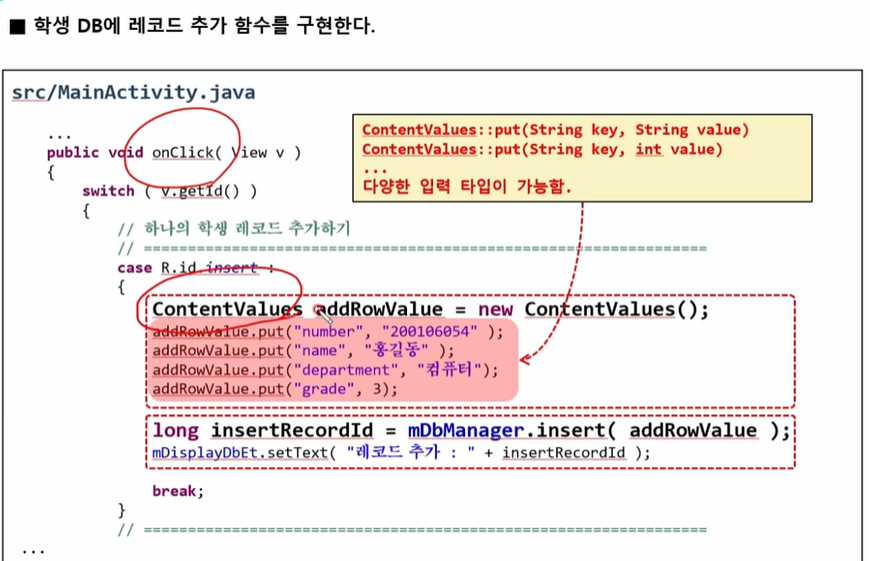 ■ 학생 DB에 레코드 추가 함수를 구현한다.
src/MainActivity.java
...
public void onClick( View v )
{
switch ( v.getId() )
{
// 하나의 학생 레코드 추가하기
// ================================================================
case R.id.insert :
{
ContentValues addRowValue = new ContentValues();
addRowValue.put("number", "200106054" );
addRowValue.put("name", "홍길동" );
addRowValue.put("department", "컴퓨터");
addRowValue.put("grade", 3);
long insertRecordId = mDbManager.insert( addRowValue );
mDisplayDbEt.setText( "레코드 추가 : " + insertRecordId );
break;
}
// ================================================================
...
ContentValues::put(String key, String value)
ContentValues::put(String key, int value)
...
다양한 입력 타입이 가능함.